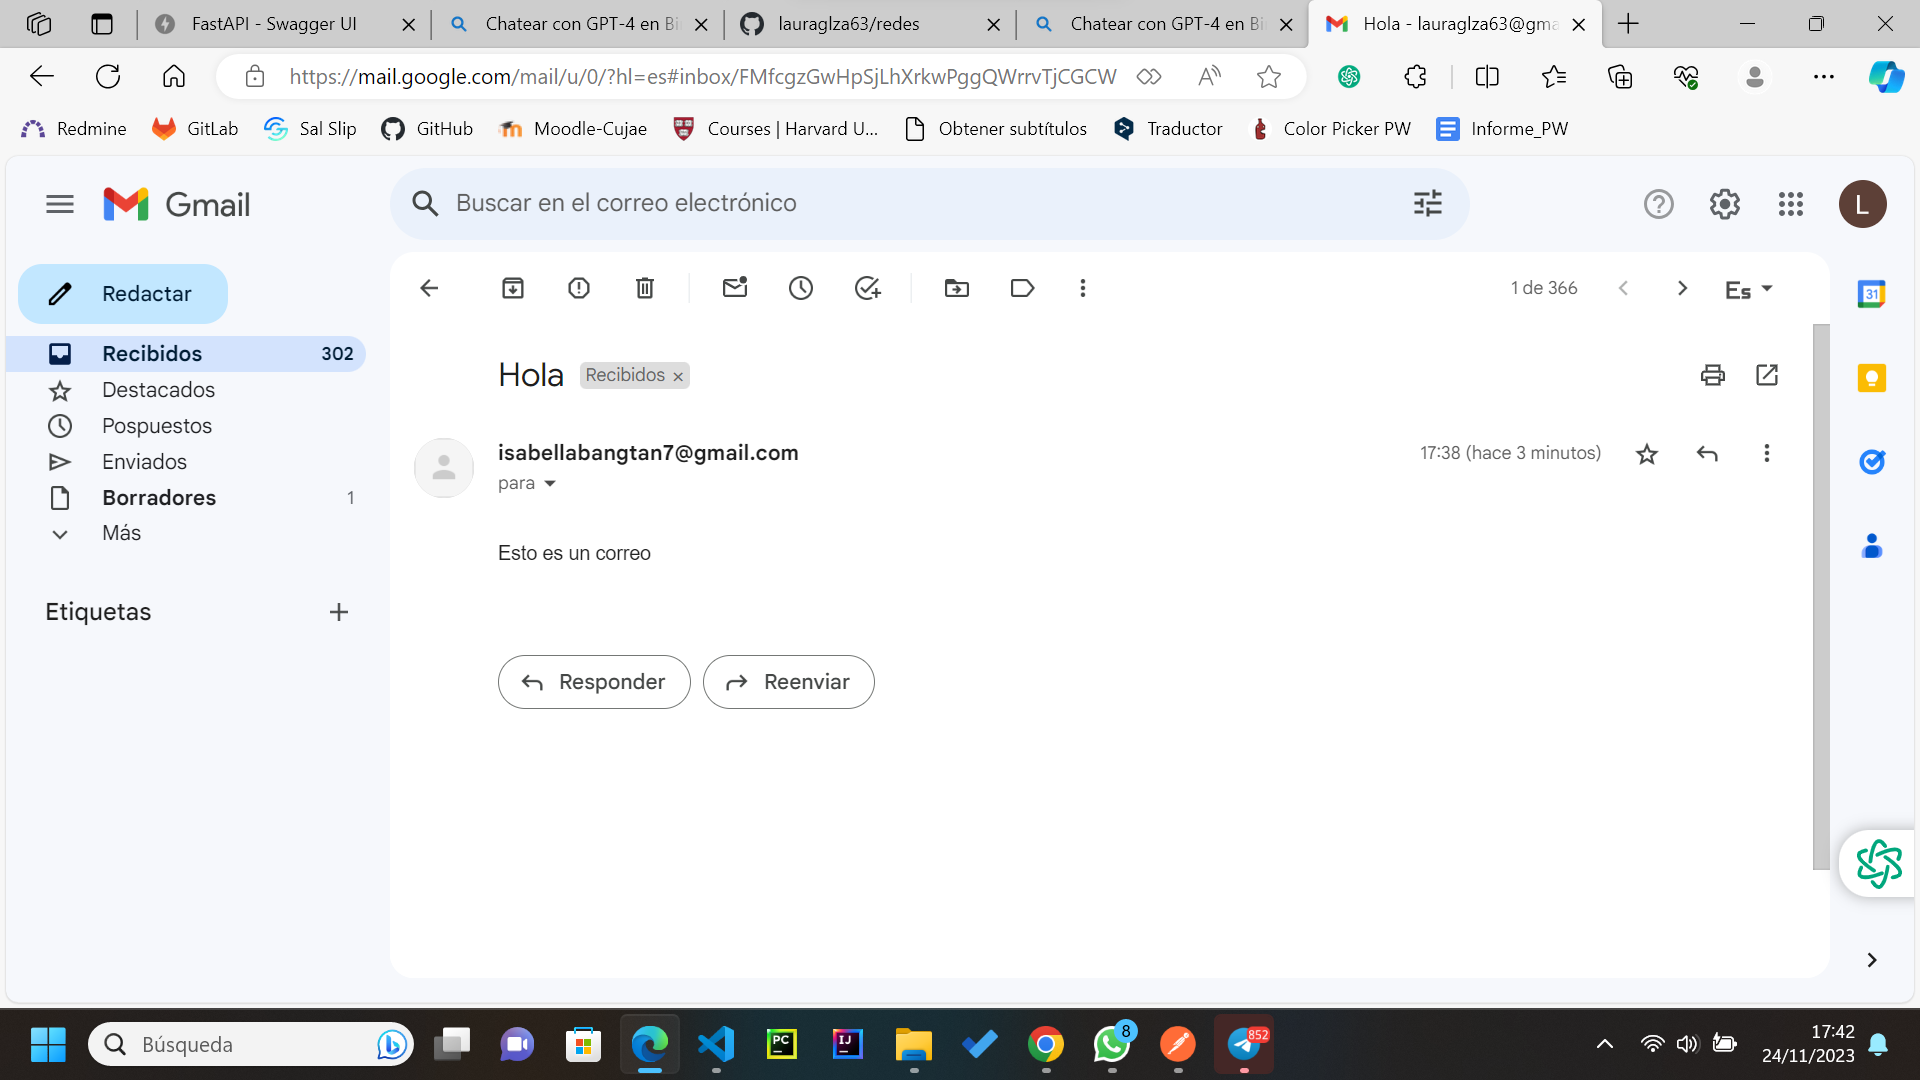 FastAPI - Swagger UI
Chatear con GPT-4 en Bi
lauraglza63/redes
Chatear con GPT-4 en Bi
Hola - lauraglza63@gma
https://mail.google.com/mail/u/0/?hl=es#inbox/FMfcgzGwHpSjLhXrkwPggQWrrvTjCGCW
Redmine
GitLab
Sal Slip
GitHub
Moodle-Cujae
Courses | Harvard U...
Obtener subtítulos
Traductor
Color Picker PW
Informe_PW
Gmail
Buscar en el correo electrónico
L
Redactar
1 de 366
Es
31
Recibidos 302
Destacados
Pospuestos
Enviados
Borradores 1
Más
Etiquetas
Hola
Recibidos
isabellabangtan7@gmail.com
17:38 (hace 3 minutos)
para
Esto es un correo
Responder
Reenviar
Búsqueda
PC
IJ
8
852
17:42
24/11/2023